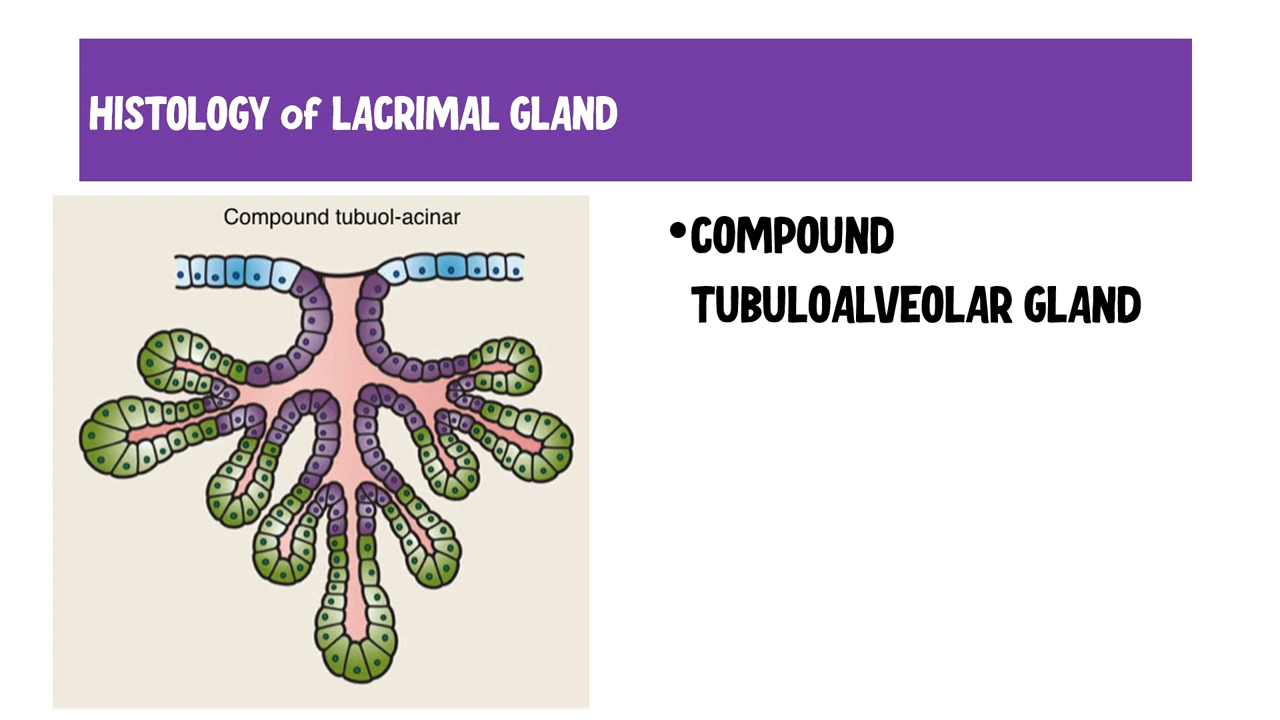 HISTOLOGY of LACRIMAL GLAND
Compound tubuol-acinar
•COMPOUND
TUBULOALVEOLAR GLAND